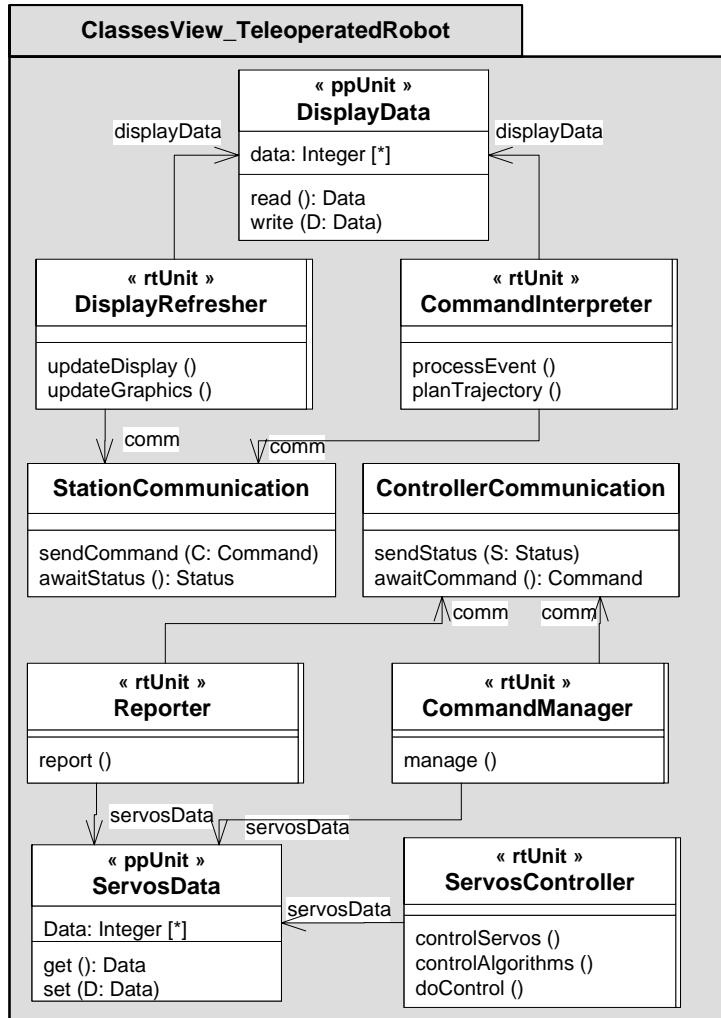 ClassesView_TeleoperatedRobot
« ppUnit »
DisplayData
displayData
displayData
data: Integer [*]
read (): Data
write (D: Data)
« rtUnit »
DisplayRefresher
updateDisplay ()
updateGraphics ()
« rtUnit »
CommandInterpreter
processEvent ()
planTrajectory ()
comm
comm
StationCommunication
sendCommand (C: Command)
awaitStatus (): Status
ControllerCommunication
sendStatus (S: Status)
awaitCommand (): Command
comm
comm
« rtUnit »
Reporter
report ()
« rtUnit »
CommandManager
manage ()
servosData
servosData
« ppUnit »
ServosData
Data: Integer [*]
get (): Data
set (D: Data)
servosData
« rtUnit »
ServosController
controlServos ()
controlAlgorithms ()
doControl ()